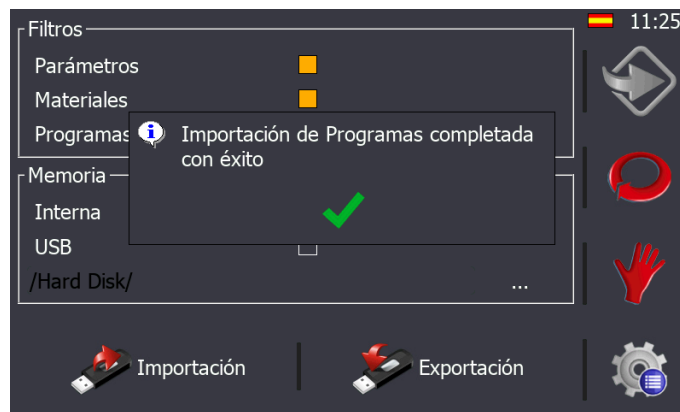 Filtros
11:25
Parámetros
Materiales
Programas
Importación de Programas completada
con éxito
Memoria
Interna
USB
/Hard Disk/
...
Importación
Exportación